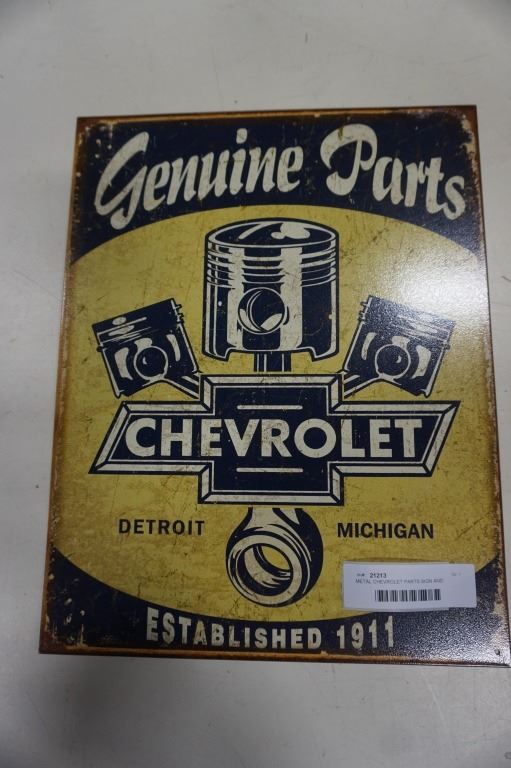 Genuine Parts
CHEVROLET
DETROIT MICHIGAN
21213
METAL CHEVROLET PARTS SIGN AND
ESTABLISHED 1911